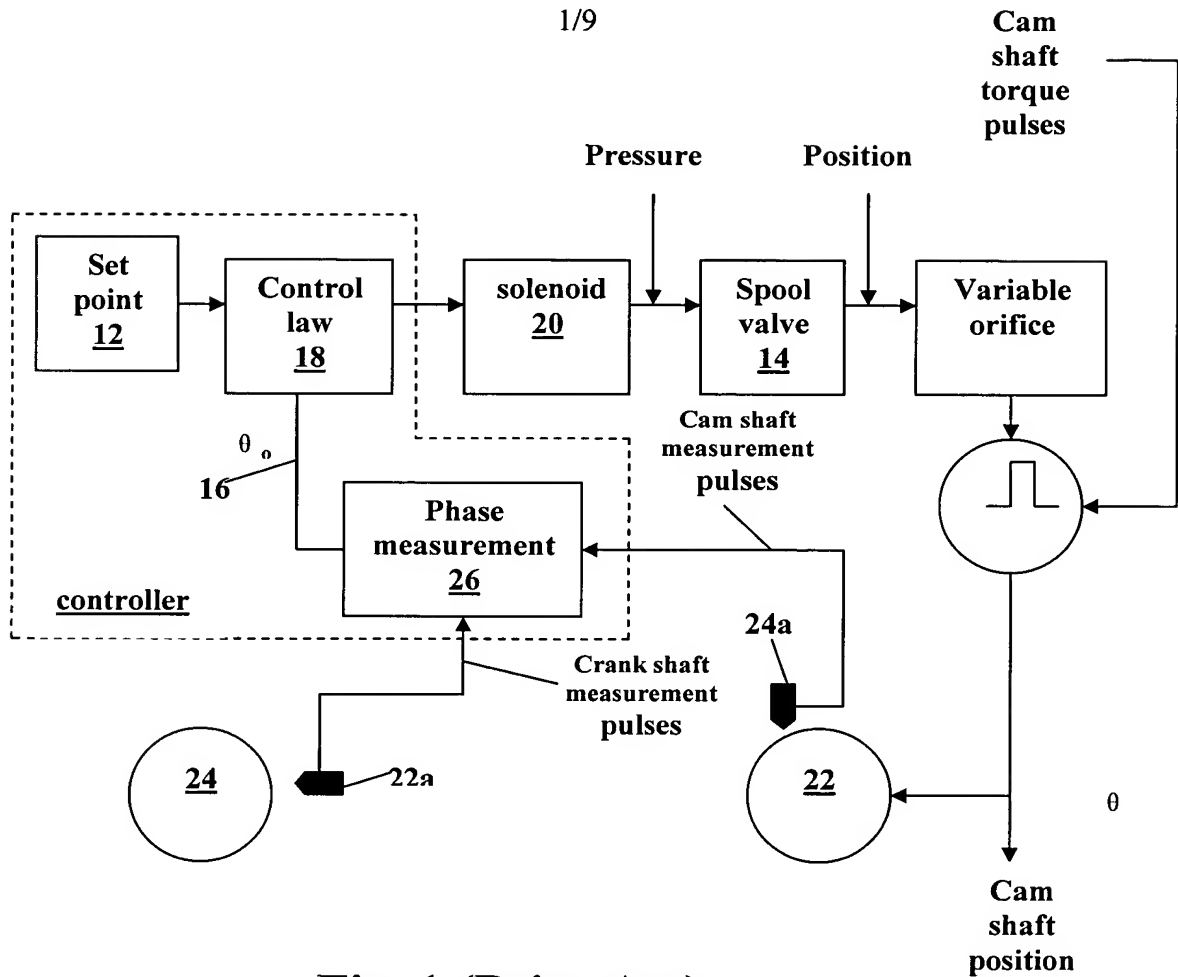 1/9
Cam
shaft
torque
pulses
Pressure
Position
Set
point
12
Control
law
18
solenoid
20
Spool
valve
14
Variable
orifice
Cam shaft
measurement
pulses
θ o
16
Phase
measurement
26
controller
24a
Crank shaft
measurement
pulses
24
22a
22
θ
Cam
shaft
position